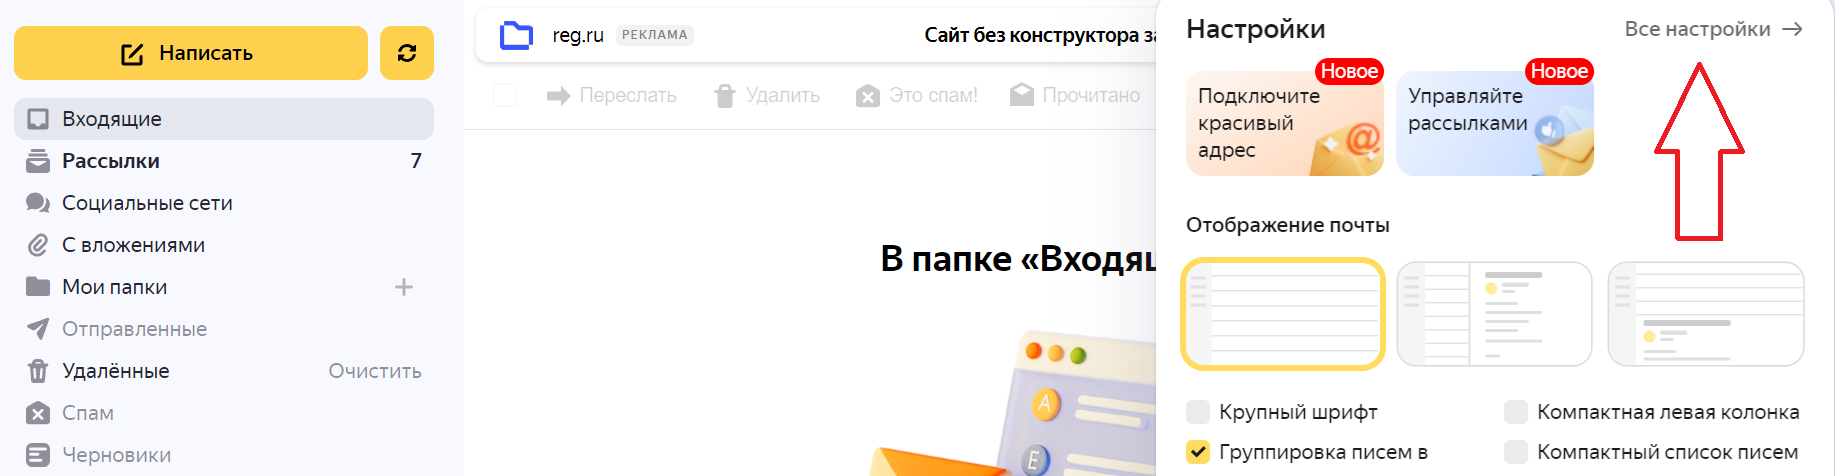 Написать
Входящие
Рассылки 7
Социальные сети
С вложениями
Мои папки +
Отправленные
Удалённые Очистить
Спам
Черновики
reg.ru РЕКЛАМА Сайт без конструктора за
Переслать Удалить Это спам! Прочитано
В папке «Входящ
A
E
Настройки Все настройки →
Новое Новое
Подключите
красивый
адрес
Управляйте
рассылками
@
Отображение почты
Крупный шрифт Компактная левая колонка
Группировка писем в Компактный список писем